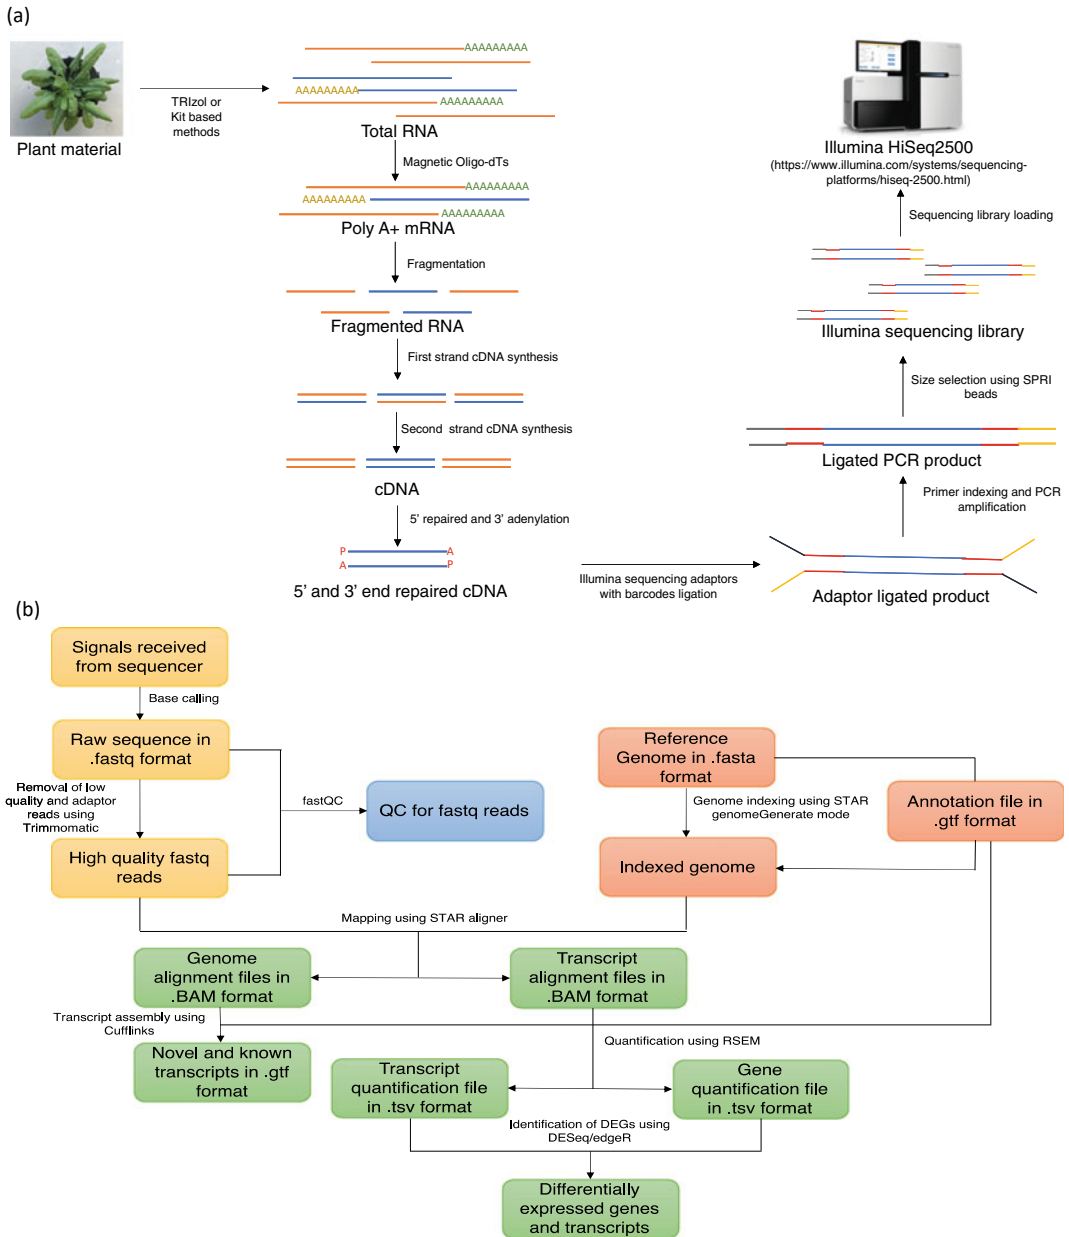 (a)
AAAAAAAAA
AAAAAAAAA
AAAAAAAAA
TRIzol or
Kit based
methods
Plant material
Total RNA
Magnetic Oligo-dTs
AAAAAAAAA
AAAAAAAAA
AAAAAAAAA
Poly A+ mRNA
Fragmentation
Fragmented RNA
First strand cDNA synthesis
Second strand cDNA synthesis
cDNA
5' repaired and 3' adenylation
P
A
A
P
5' and 3' end repaired cDNA
Illumina sequencing adaptors
with barcodes ligation
Illumina HiSeq2500
(https://www.illumina.com/systems/sequencing-
platforms/hiseq-2500.html)
Sequencing library loading
Illumina sequencing library
Size selection using SPRI
beads
Ligated PCR product
Primer indexing and PCR
amplification
Adaptor ligated product
(b)
Signals received
from sequencer
Base calling
Raw sequence in
.fastq format
Removal of low
quality and adaptor
reads using
Trimmomatic
High quality fastq
reads
fastQC
QC for fastq reads
Reference
Genome in .fasta
format
Genome indexing using STAR
genomeGenerate mode
Annotation file in
.gtf format
Indexed genome
Mapping using STAR aligner
Genome
alignment files in
.BAM format
Transcript
alignment files in
.BAM format
Transcript assembly using
Cufflinks
Novel and known
transcripts in .gtf
format
Quantification using RSEM
Transcript
quantification file
in .tsv format
Gene
quantification file
in .tsv format
Identification of DEGs using
DESeq/edgeR
Differentially
expressed genes
and transcripts